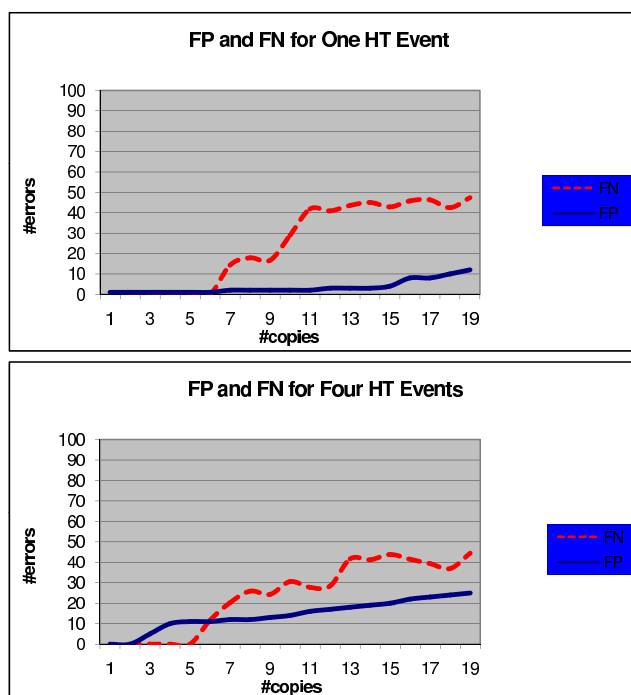 FP and FN for One HT Event
100
90
80
70
60
50
40
30
20
10
0
#errors
1 3 5 7 9 11 13 15 17 19
#copies
FN
FP
FP and FN for Four HT Events
100
90
80
70
60
50
40
30
20
10
0
#errors
1 3 5 7 9 11 13 15 17 19
#copies
FN
FP